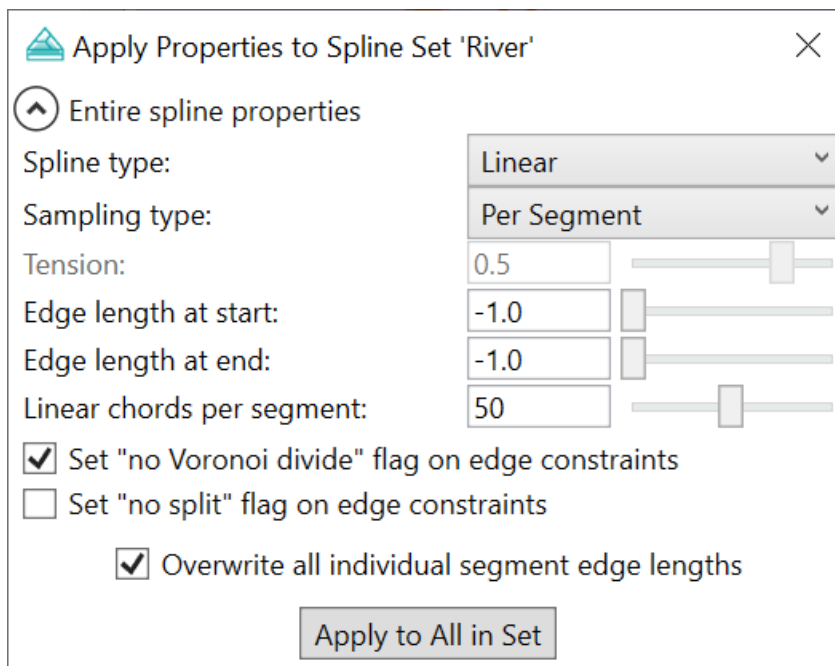 Apply Properties to Spline Set 'River'
Entire spline properties
Spline type: Linear
Sampling type: Per Segment
Tension: 0.5
Edge length at start: -1.0
Edge length at end: -1.0
Linear chords per segment: 50
Set "no Voronoi divide" flag on edge constraints
Set "no split" flag on edge constraints
Overwrite all individual segment edge lengths
Apply to All in Set